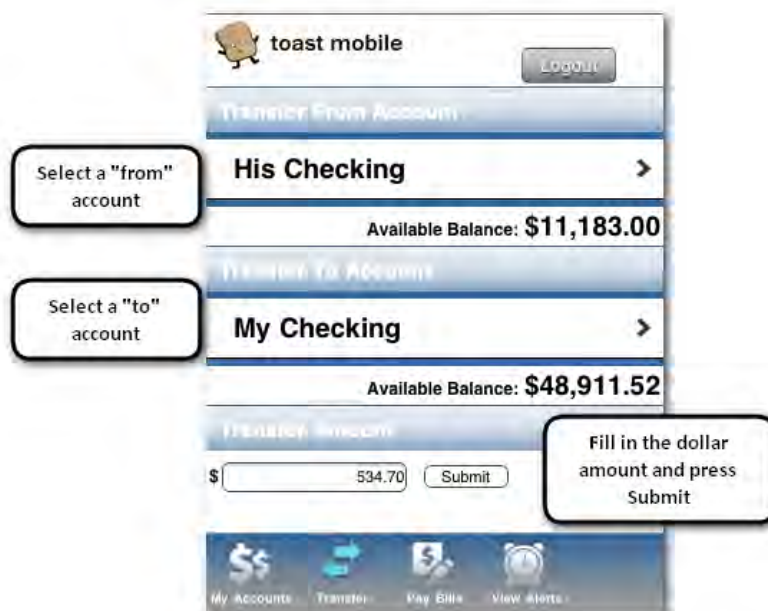 toast mobile
Logout
Transfer From Account
Select a "from"
account
His Checking
Available Balance: $11,183.00
Transfer To Account
Select a "to"
account
My Checking
Available Balance: $48,911.52
Transfer Amount
Fill in the dollar
amount and press
Submit
$ 534.70 Submit
My Accounts Transfer Pay Bills View Alerts